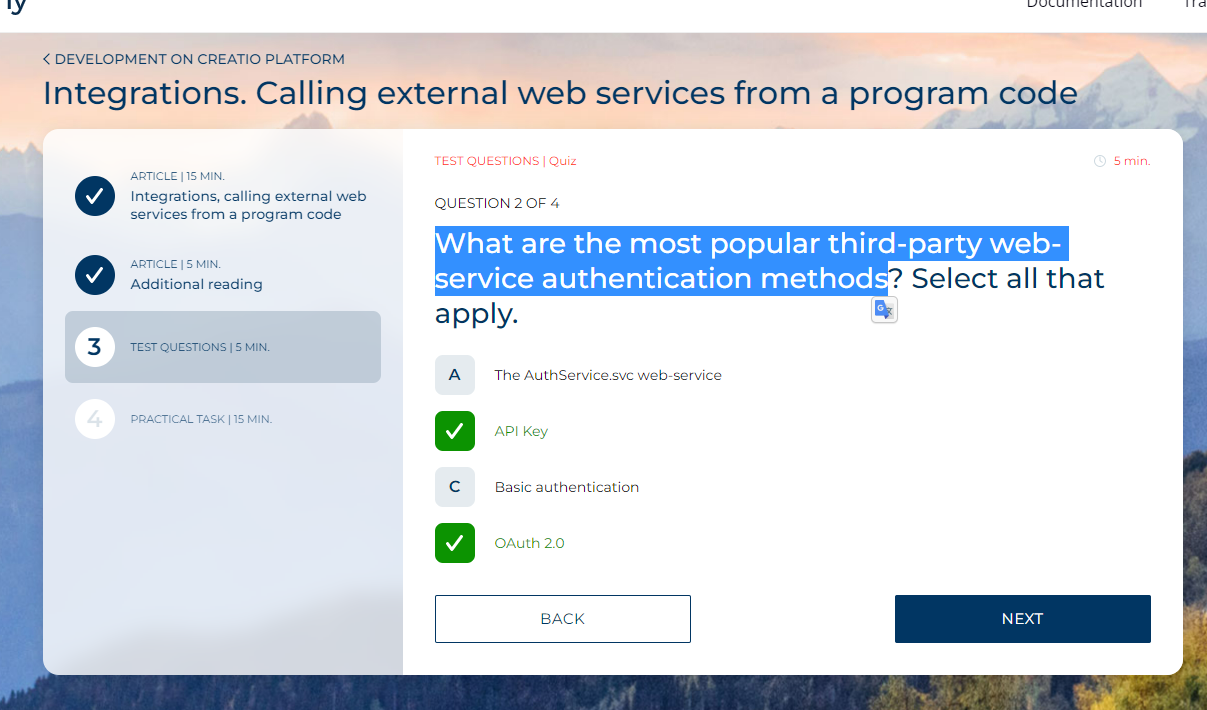 Documentation
< DEVELOPMENT ON CREATIO PLATFORM
Integrations. Calling external web services from a program code
ARTICLE | 15 MIN.
Integrations, calling external web
services from a program code
ARTICLE | 5 MIN.
Additional reading
3
TEST QUESTIONS | 5 MIN.
4
PRACTICAL TASK | 15 MIN.
TEST QUESTIONS | Quiz
5 min.
QUESTION 2 OF 4
What are the most popular third-party web-
service authentication methods? Select all that
apply.
A The AuthService.svc web-service
API Key
C Basic authentication
OAuth 2.0
BACK
NEXT